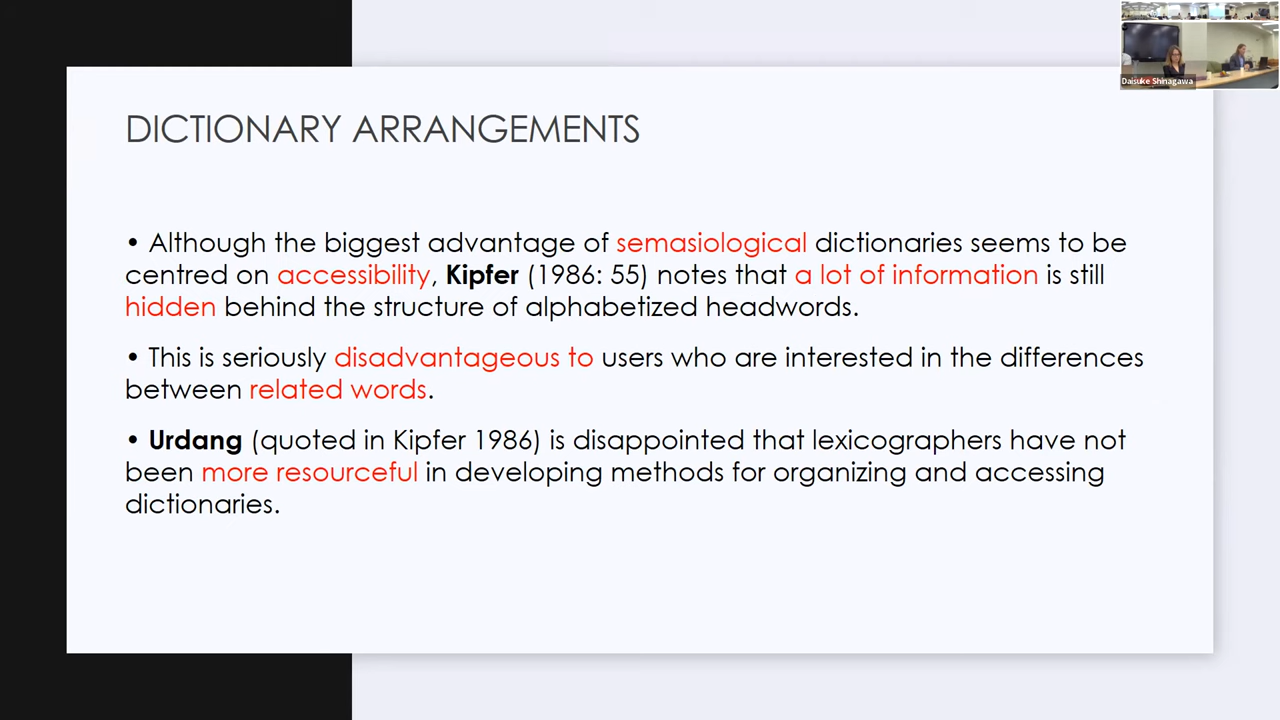 Daisuke Shinagawa
DICTIONARY ARRANGEMENTS
• Although the biggest advantage of semasiological dictionaries seems to be
centred on accessibility, Kipfer (1986: 55) notes that a lot of information is still
hidden behind the structure of alphabetized headwords.
• This is seriously disadvantageous to users who are interested in the differences
between related words.
• Urdang (quoted in Kipfer 1986) is disappointed that lexicographers have not
been more resourceful in developing methods for organizing and accessing
dictionaries.